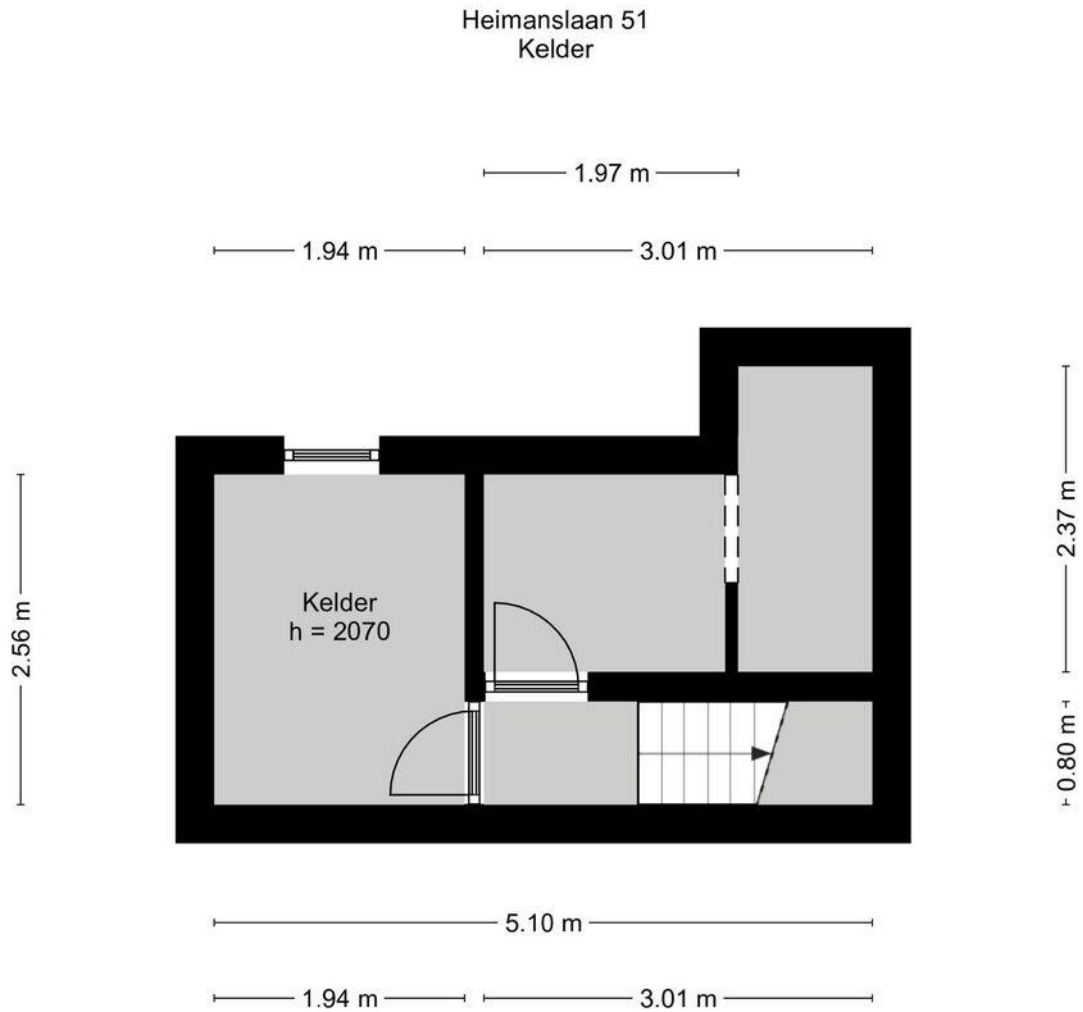 Heimanslaan 51
Kelder
1.97 m
1.94 m
3.01 m
2.37 m
2.56 m
Kelder
h = 2070
0.80 m
5.10 m
1.94 m
3.01 m